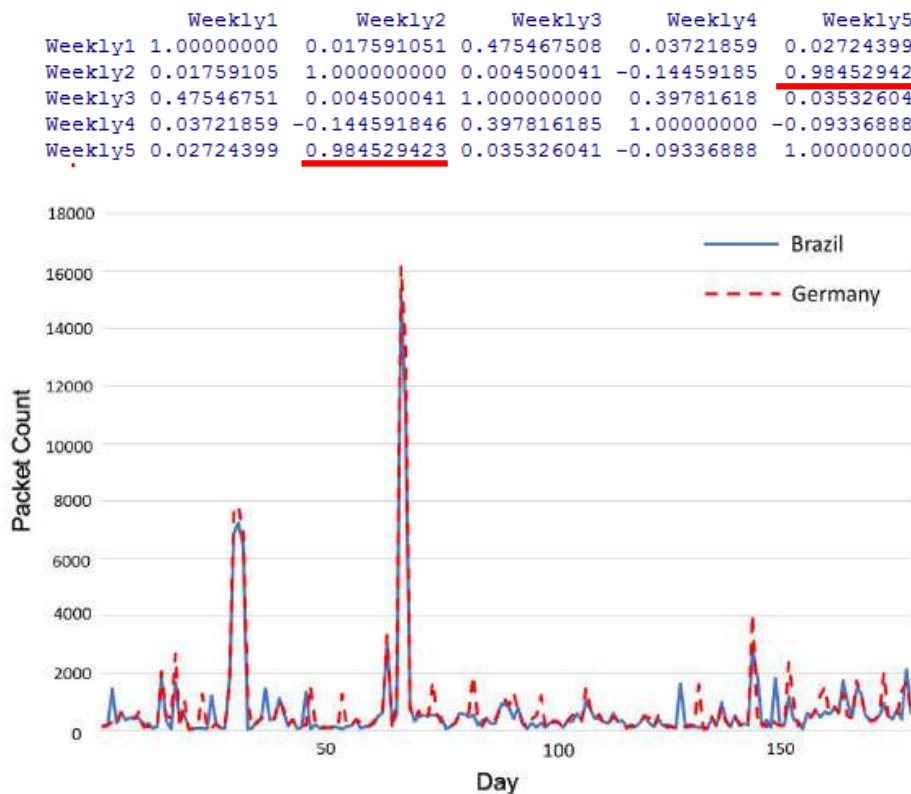 Weekly1 Weekly2 Weekly3 Weekly4 Weekly5
Weekly1 1.00000000 0.017591051 0.475467508 0.03721859 0.02724399
Weekly2 0.01759105 1.000000000 0.004500041 -0.14459185 0.98452942
Weekly3 0.47546751 0.004500041 1.000000000 0.39781618 0.03532604
Weekly4 0.03721859 -0.144591846 0.397816185 1.00000000 -0.09336888
Weekly5 0.02724399 0.984529423 0.035326041 -0.09336888 1.00000000
18000
Brazil
16000
Germany
14000
12000
10000
8000
6000
4000
2000
0
Packet Count
50 100 150
Day